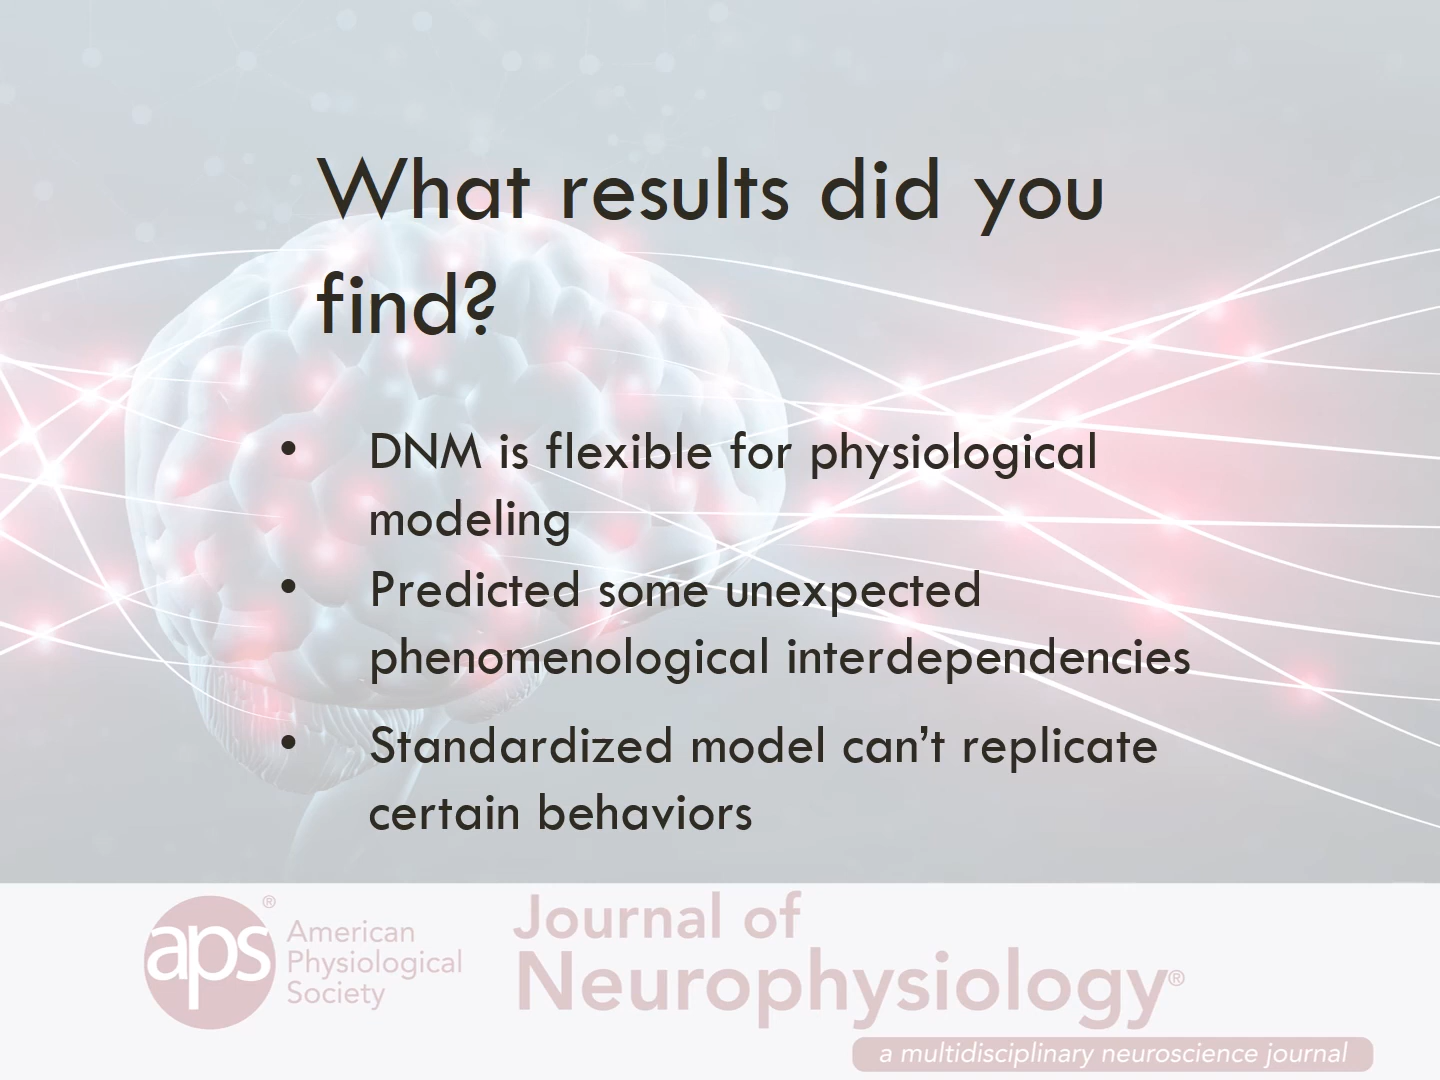 What results did you
find?
• DNM is flexible for physiological
modeling
• Predicted some unexpected
phenomenological interdependencies
• Standardized model can’t replicate
certain behaviors
aps®
American
Physiological
Society
Journal of
Neurophysiology®
a multidisciplinary neuroscience journal